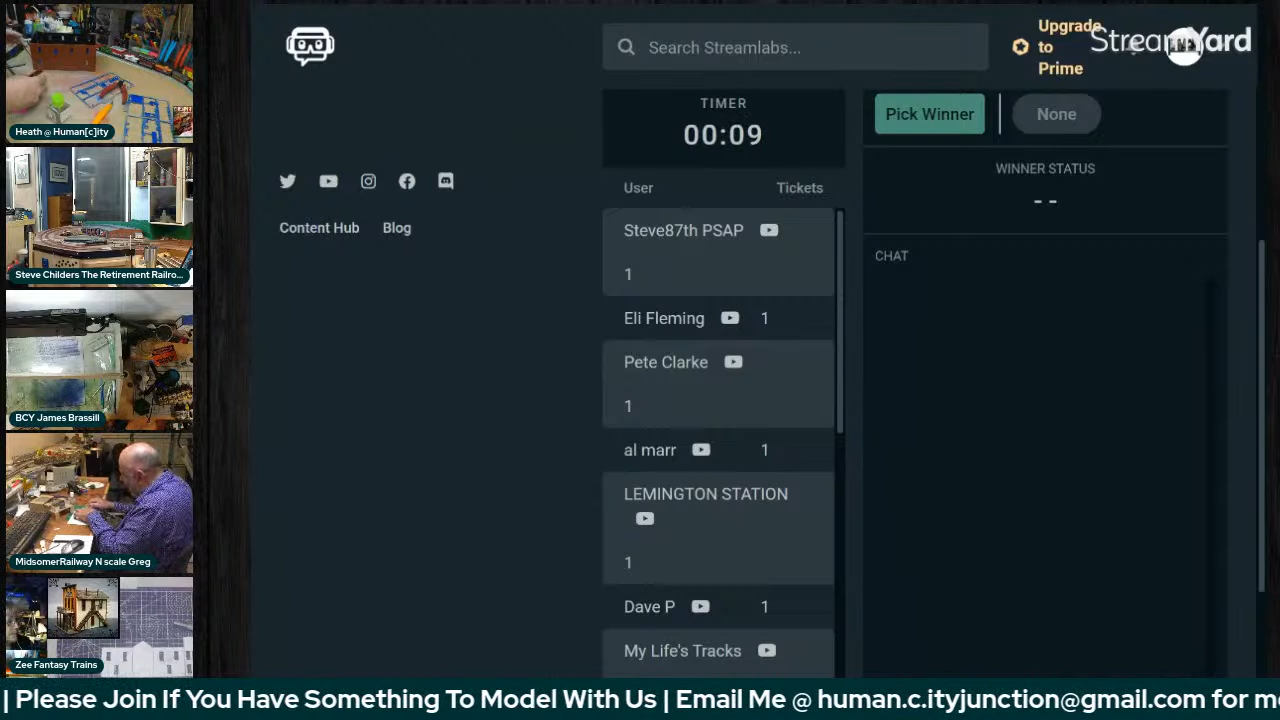 Heath @ Human[c]ity
Steve Childers The Retirement Railro...
BCY James Brassill
MidsomerRailway N scale Greg
Zee Fantasy Trains
Search Streamlabs...
Upgrade
to
Prime
StreamYard
Content Hub
Blog
TIMER
00:09
User
Tickets
Steve87th PSAP
1
Eli Fleming
1
Pete Clarke
1
al marr
1
LEMINGTON STATION
1
Dave P
1
My Life's Tracks
Pick Winner
None
WINNER STATUS
--
CHAT
| Please Join If You Have Something To Model With Us | Email Me @ human.c.ityjunction@gmail.com for m